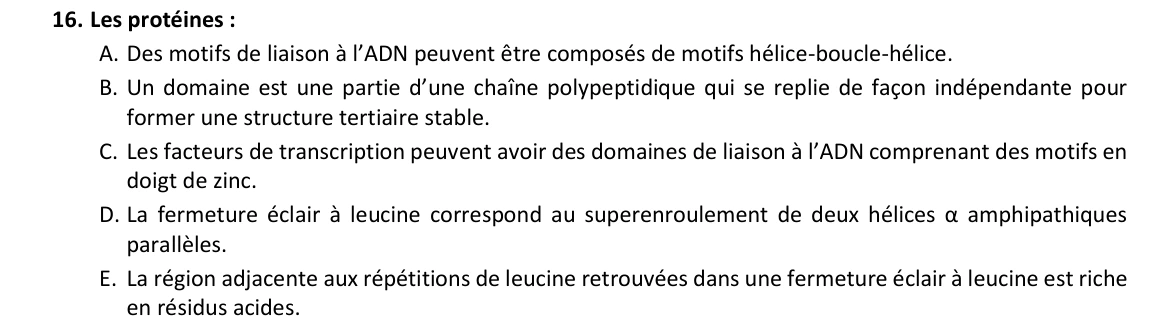 16. Les protéines :
A. Des motifs de liaison à l’ADN peuvent être composés de motifs hélice-boucle-hélice.
B. Un domaine est une partie d’une chaîne polypeptidique qui se replie de façon indépendante pour
former une structure tertiaire stable.
C. Les facteurs de transcription peuvent avoir des domaines de liaison à l’ADN comprenant des motifs en
doigt de zinc.
D. La fermeture éclair à leucine correspond au superenroulement de deux hélices α amphipathiques
parallèles.
E. La région adjacente aux répétitions de leucine retrouvées dans une fermeture éclair à leucine est riche
en résidus acides.